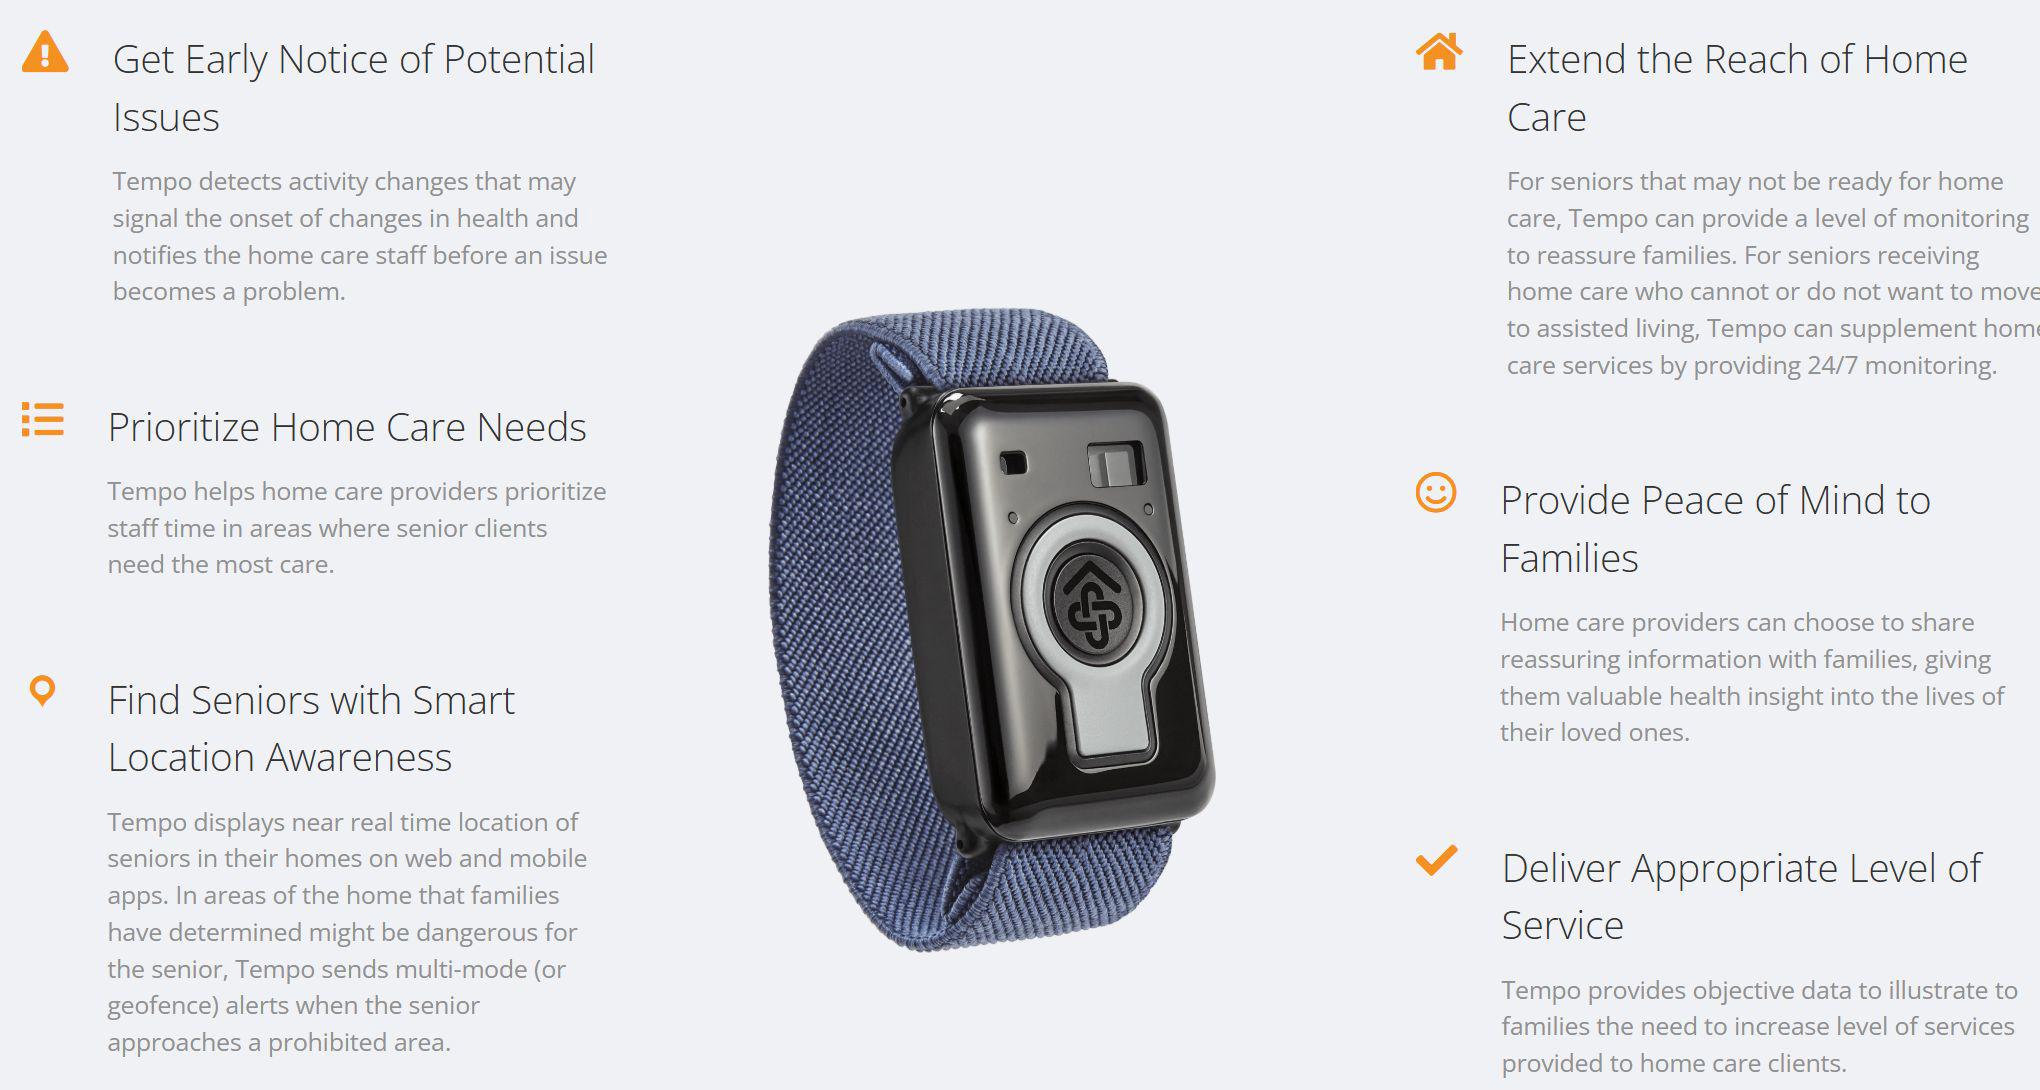 Get Early Notice of Potential
Issues
Tempo detects activity changes that may
signal the onset of changes in health and
notifies the home care staff before an issue
becomes a problem.
Prioritize Home Care Needs
Tempo helps home care providers prioritize
staff time in areas where senior clients
need the most care.
Find Seniors with Smart
Location Awareness
Tempo displays near real time location of
seniors in their homes on web and mobile
apps. In areas of the home that families
have determined might be dangerous for
the senior, Tempo sends multi-mode (or
geofence) alerts when the senior
approaches a prohibited area.
Extend the Reach of Home
Care
For seniors that may not be ready for home
care, Tempo can provide a level of monitoring
to reassure families. For seniors receiving
home care who cannot or do not want to move
to assisted living, Tempo can supplement home
care services by providing 24/7 monitoring.
Provide Peace of Mind to
Families
Home care providers can choose to share
reassuring information with families, giving
them valuable health insight into the lives of
their loved ones.
Deliver Appropriate Level of
Service
Tempo provides objective data to illustrate to
families the need to increase level of services
provided to home care clients.